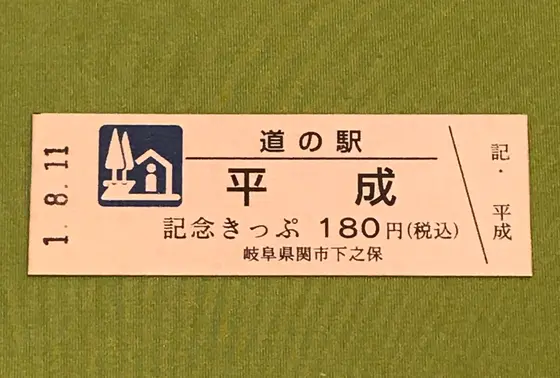 1.8.11
道の駅
平成
記念きっぷ 180円(税込)
岐阜県関市下之保
記・平成